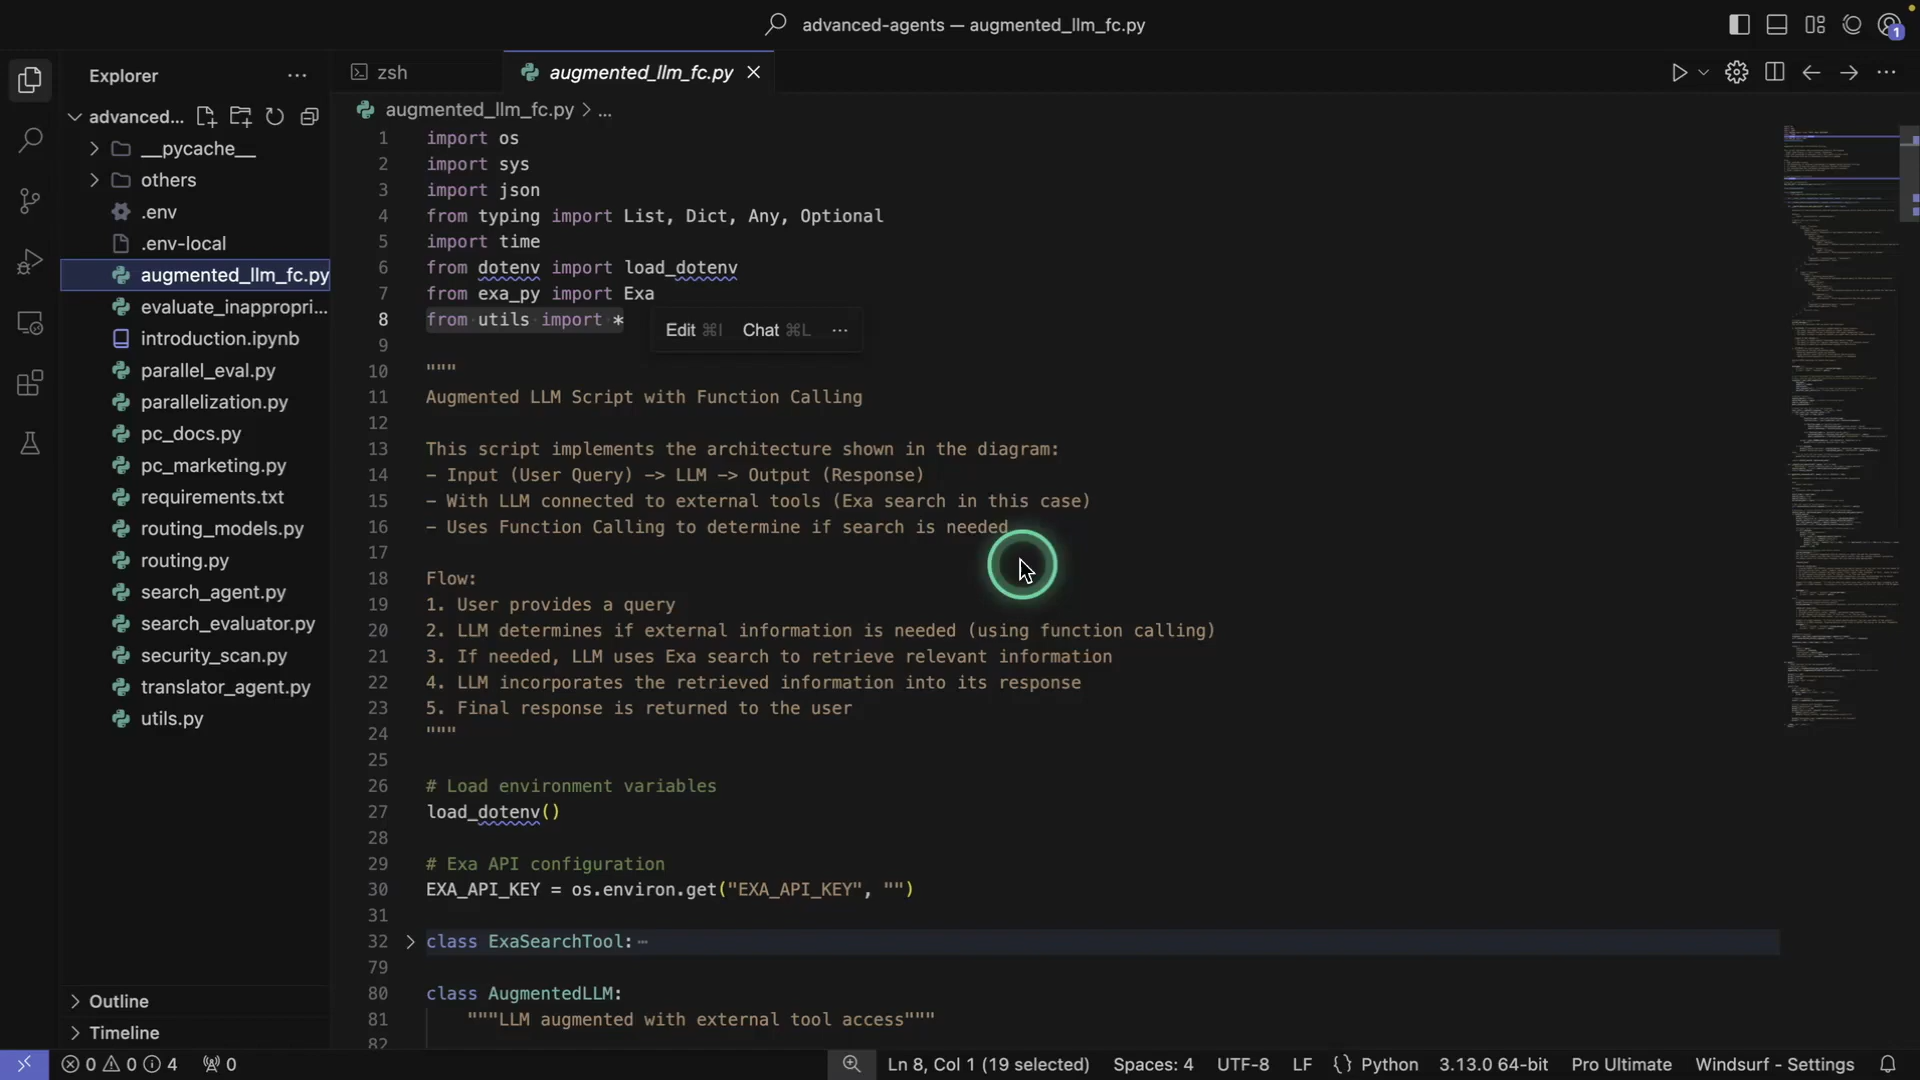 advanced-agents — augmented_llm_fc.py
1
Explorer
zsh
augmented_llm_fc.py
augmented_llm_fc.py > ...
advanced...
__pycache__
others
.env
.env-local
augmented_llm_fc.py
evaluate_inappropri...
introduction.ipynb
parallel_eval.py
parallelization.py
pc_docs.py
pc_marketing.py
requirements.txt
routing_models.py
routing.py
search_agent.py
search_evaluator.py
security_scan.py
translator_agent.py
utils.py
Outline
Timeline
1 import os
2 import sys
3 import json
4 from typing import List, Dict, Any, Optional
5 import time
6 from dotenv import load_dotenv
7 from exa_py import Exa
8 from utils import *
Edit ⌘I Chat ⌘L ...
9
10 """
11 Augmented LLM Script with Function Calling
12
13 This script implements the architecture shown in the diagram:
14 - Input (User Query) -> LLM -> Output (Response)
15 - With LLM connected to external tools (Exa search in this case)
16 - Uses Function Calling to determine if search is needed
17
18 Flow:
19 1. User provides a query
20 2. LLM determines if external information is needed (using function calling)
21 3. If needed, LLM uses Exa search to retrieve relevant information
22 4. LLM incorporates the retrieved information into its response
23 5. Final response is returned to the user
24 """
25
26 # Load environment variables
27 load_dotenv()
28
29 # Exa API configuration
30 EXA_API_KEY = os.environ.get("EXA_API_KEY", "")
31
32 class ExaSearchTool: ...
79
80 class AugmentedLLM:
81 """LLM augmented with external tool access"""
82
0 0 4 0 Ln 8, Col 1 (19 selected) Spaces: 4 UTF-8 LF {} Python 3.13.0 64-bit Pro Ultimate Windsurf - Settings